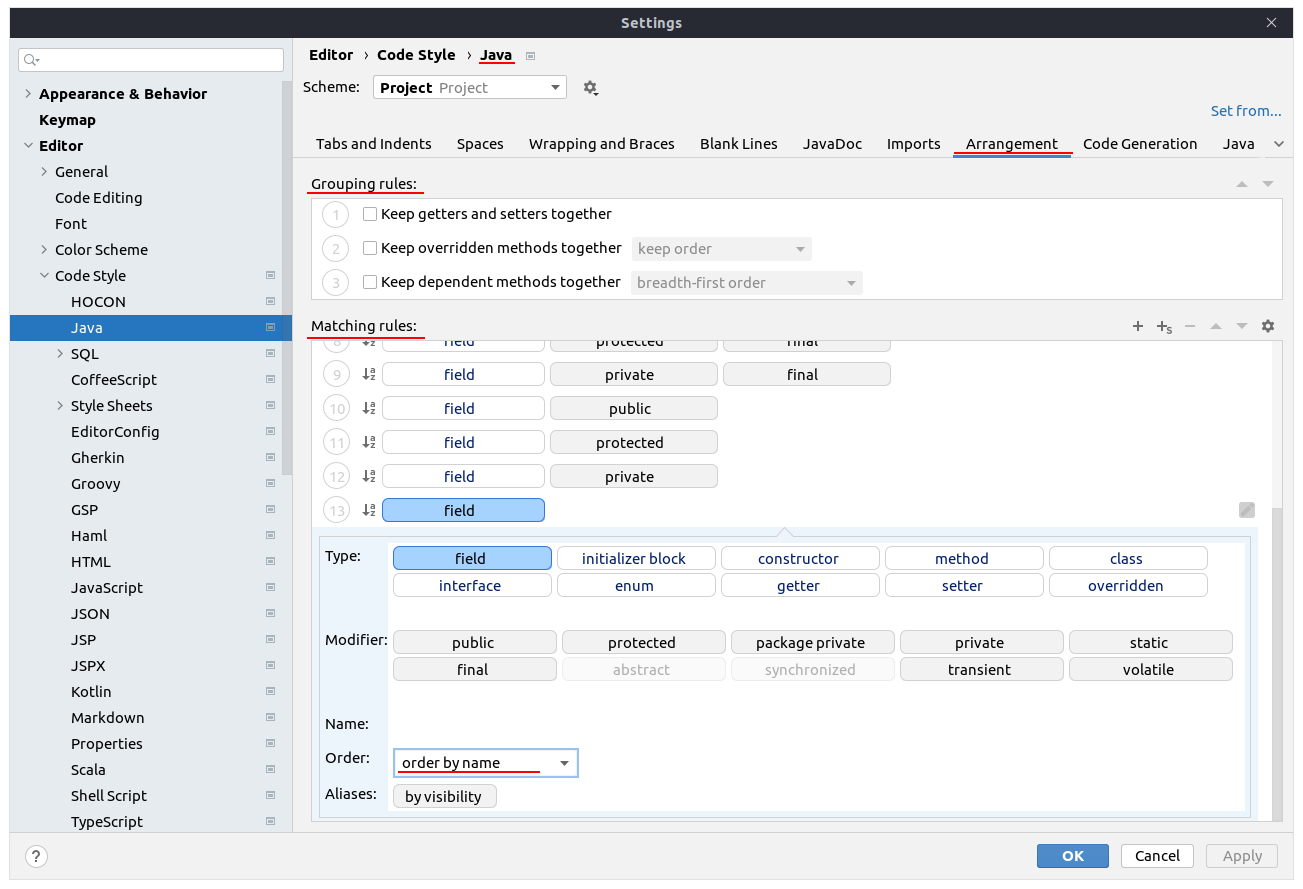 Settings
Editor › Code Style › Java
Scheme: Project Project
Set from...
Appearance & Behavior
Keymap
Editor
General
Code Editing
Font
Color Scheme
Code Style
HOCON
Java
SQL
CoffeeScript
Style Sheets
EditorConfig
Gherkin
Groovy
GSP
Haml
HTML
JavaScript
JSON
JSP
JSPX
Kotlin
Markdown
Properties
Scala
Shell Script
TypeScript
Tabs and Indents Spaces Wrapping and Braces Blank Lines JavaDoc Imports Arrangement Code Generation Java
Grouping rules:
1 Keep getters and setters together
2 Keep overridden methods together keep order
3 Keep dependent methods together breadth-first order
Matching rules:
8 field protected final
9 field private final
10 field public
11 field protected
12 field private
13 field
Type: field initializer block constructor method class
interface enum getter setter overridden
Modifier: public protected package private private static
final abstract synchronized transient volatile
Name:
Order: order by name
Aliases: by visibility
? OK Cancel Apply